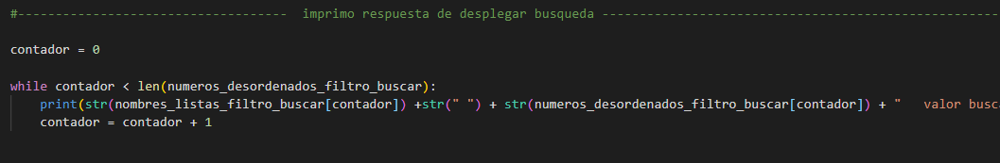 #----------------------------------- imprimo respuesta de desplegar busqueda ----------------------------------------------------
contador = 0
while contador < len(numeros_desordenados_filtro_buscar):
print(str(nombres_listas_filtro_buscar[contador]) +str(" ") + str(numeros_desordenados_filtro_buscar[contador]) + "   valor
contador = contador + 1